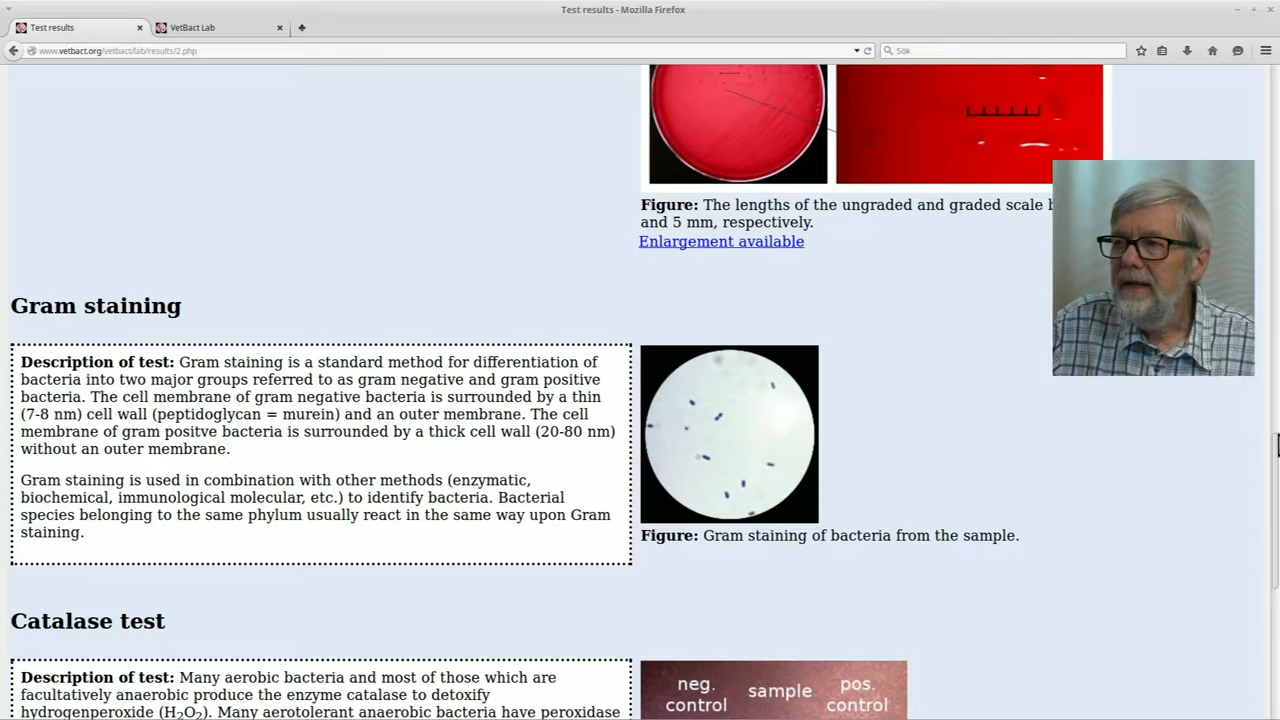 Test results - Mozilla Firefox
Test results
VetBact Lab
www.vetbact.org/vetbact/lab/results/2.php
Sök
Figure: The lengths of the ungraded and graded scale
and 5 mm, respectively.
Enlargement available
Gram staining
Description of test: Gram staining is a standard method for differentiation of
bacteria into two major groups referred to as gram negative and gram positive
bacteria. The cell membrane of gram negative bacteria is surrounded by a thin
(7-8 nm) cell wall (peptidoglycan = murein) and an outer membrane. The cell
membrane of gram positve bacteria is surrounded by a thick cell wall (20-80 nm)
without an outer membrane.
Gram staining is used in combination with other methods (enzymatic,
biochemical, immunological molecular, etc.) to identify bacteria. Bacterial
species belonging to the same phylum usually react in the same way upon Gram
staining.
Figure: Gram staining of bacteria from the sample.
Catalase test
Description of test: Many aerobic bacteria and most of those which are
facultatively anaerobic produce the enzyme catalase to detoxify
hydrogenperoxide (H₂O₂). Many aerotolerant anaerobic bacteria have peroxidase
neg. control
sample
pos. control